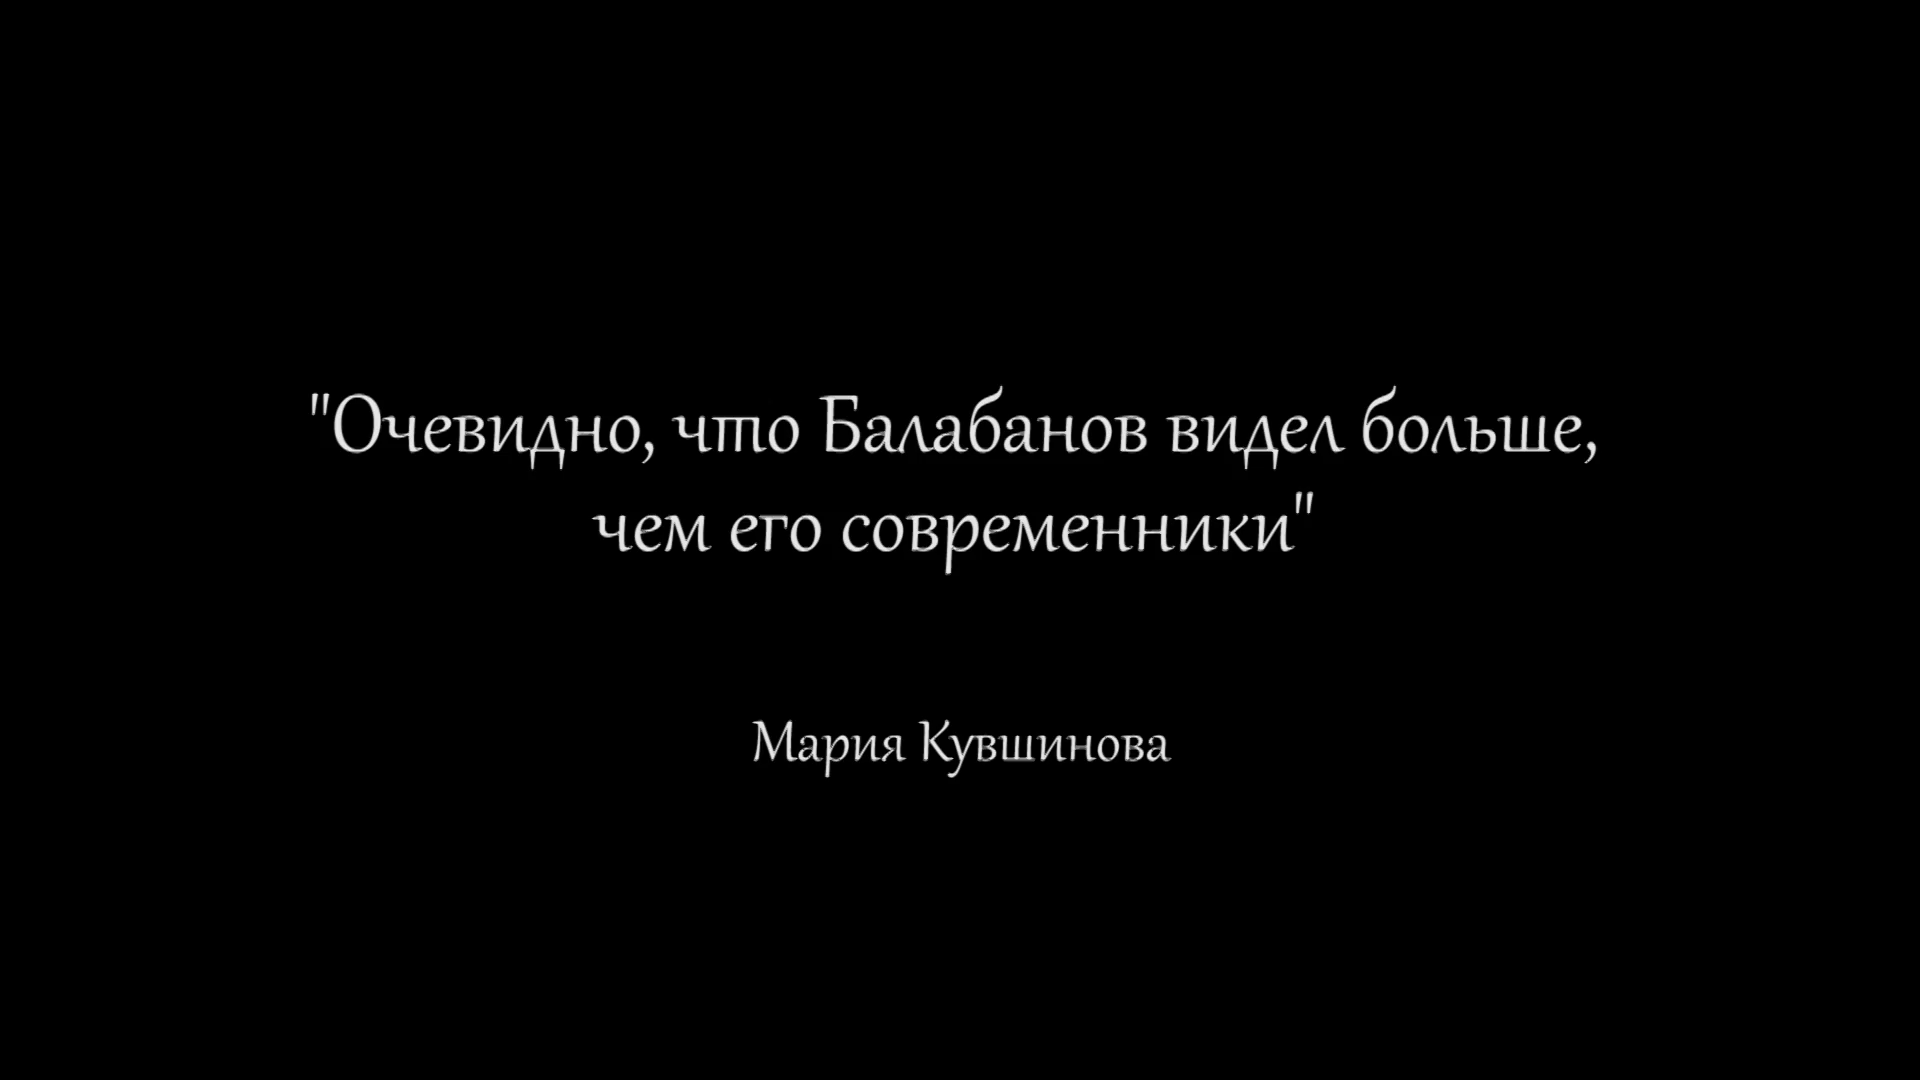 "Очевидно, что Балабанов видел больше,
чем его современники"
Мария Кувшинова